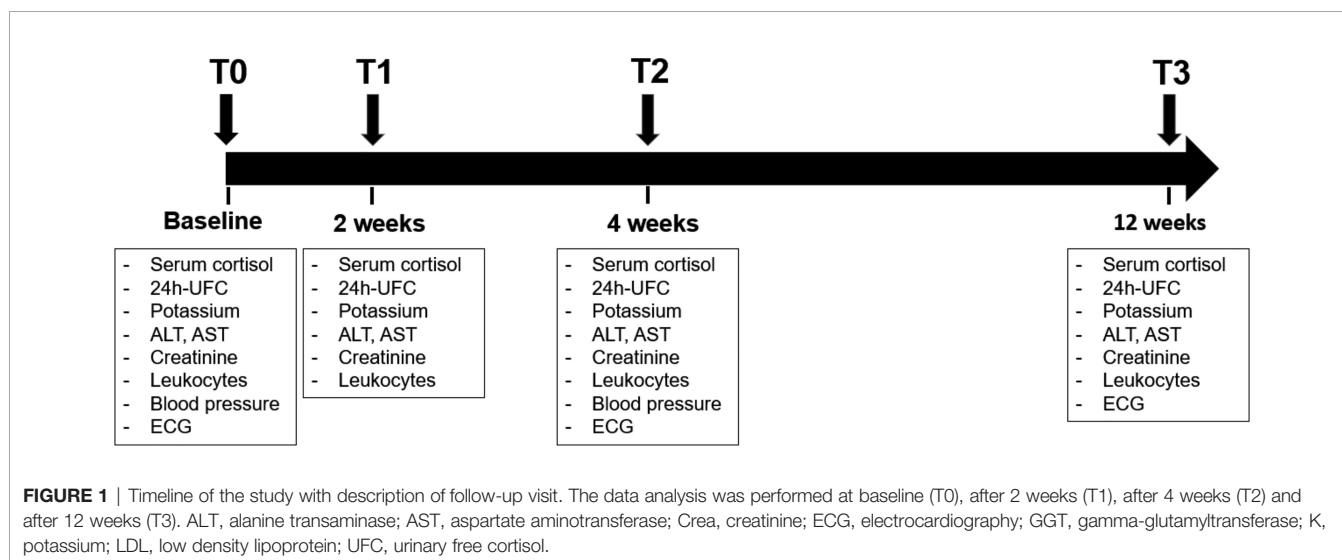 T0
T1
T2
T3
Baseline
2 weeks
4 weeks
12 weeks
- Serum cortisol
- 24h-UFC
- Potassium
- ALT, AST
- Creatinine
- Leukocytes
- Blood pressure
- ECG
- Serum cortisol
- 24h-UFC
- Potassium
- ALT, AST
- Creatinine
- Leukocytes
- Serum cortisol
- 24h-UFC
- Potassium
- ALT, AST
- Creatinine
- Leukocytes
- Blood pressure
- ECG
- Serum cortisol
- 24h-UFC
- Potassium
- ALT, AST
- Creatinine
- Leukocytes
- ECG
FIGURE 1 | Timeline of the study with description of follow-up visit. The data analysis was performed at baseline (T0), after 2 weeks (T1), after 4 weeks (T2) and
after 12 weeks (T3). ALT, alanine transaminase; AST, aspartate aminotransferase; Crea, creatinine; ECG, electrocardiography; GGT, gamma-glutamyltransferase; K,
potassium; LDL, low density lipoprotein; UFC, urinary free cortisol.